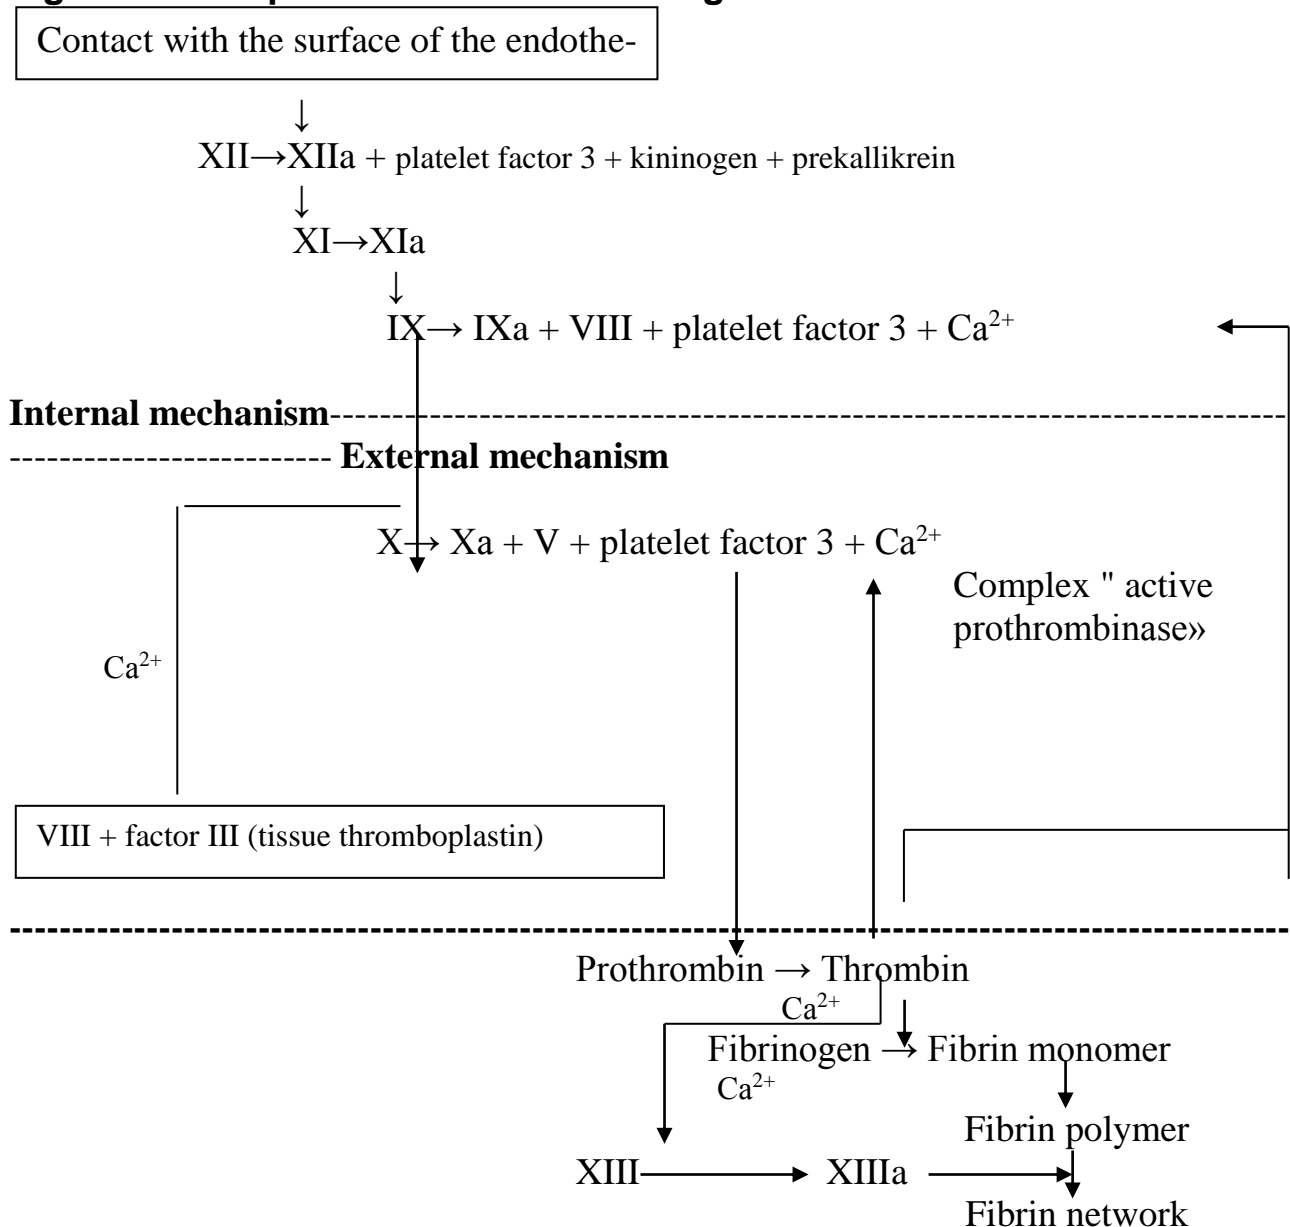 Contact with the surface of the endothe-
↓
XII→XIIa + platelet factor 3 + kininogen + prekallikrein
↓
XI→XIa
↓
IX→ IXa + VIII + platelet factor 3 + Ca²⁺
Internal mechanism
External mechanism
X→ Xa + V + platelet factor 3 + Ca²⁺
Complex " active
prothrombinase»
Ca²⁺
VIII + factor III (tissue thromboplastin)
Prothrombin → Thrombin
Ca²⁺
Fibrinogen → Fibrin monomer
Ca²⁺
Fibrin polymer
XIII XIIIa
Fibrin network